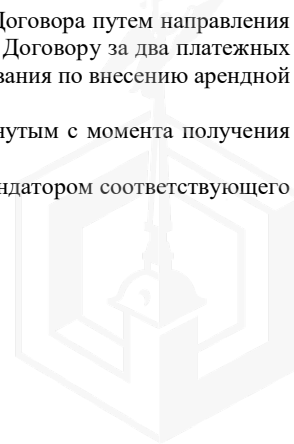 Договора путем направления
Договору за два платежных
вания по внесению арендной
нутым с момента получения
ндатором соответствующего